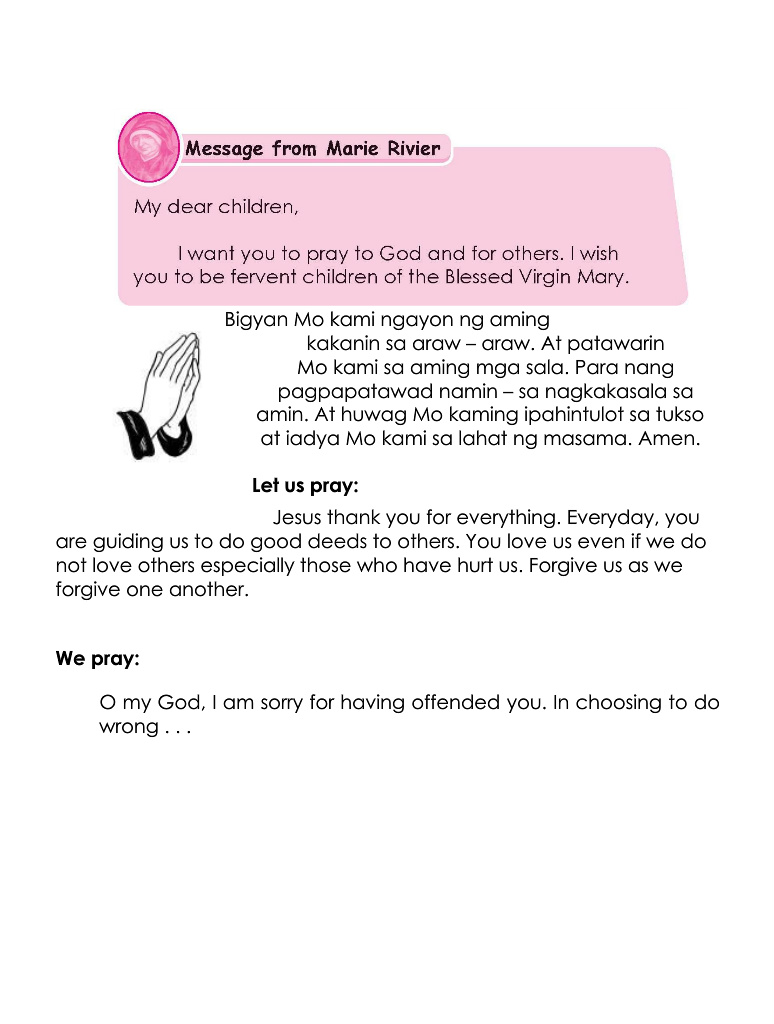 Message from Marie Rivier
My dear children,
I want you to pray to God and for others. I wish
you to be fervent children of the Blessed Virgin Mary.
Bigyan Mo kami ngayon ng aming
kakanin sa araw – araw. At patawarin
Mo kami sa aming mga sala. Para nang
pagpapatawad namin – sa nagkakasala sa
amin. At huwag Mo kaming ipahintulot sa tukso
at iadya Mo kami sa lahat ng masama. Amen.
Let us pray:
Jesus thank you for everything. Everyday, you
are guiding us to do good deeds to others. You love us even if we do
not love others especially those who have hurt us. Forgive us as we
forgive one another.
We pray:
O my God, I am sorry for having offended you. In choosing to do
wrong . . .